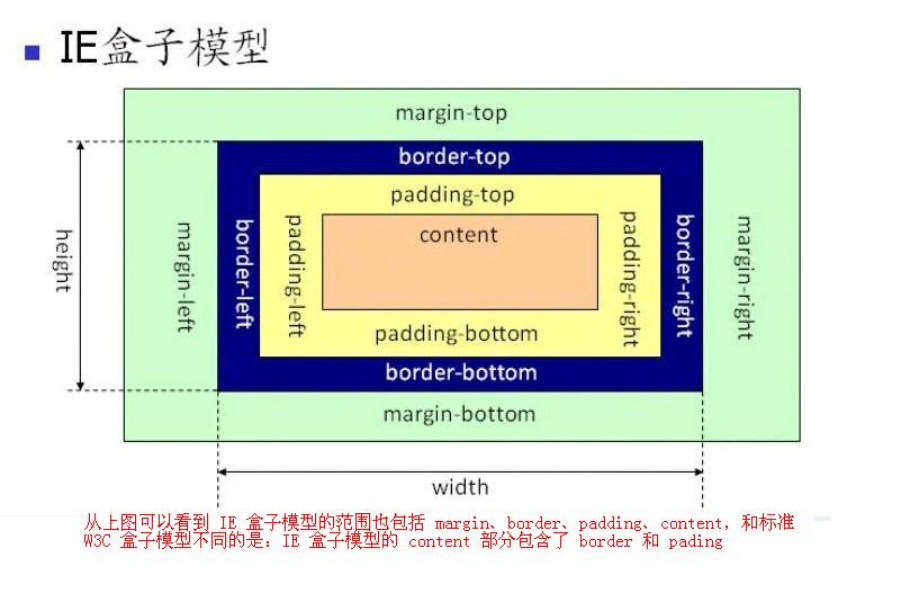 IE盒子模型
margin-top
border-top
padding-top
content
height
margin-left
border-left
padding-left
padding-right
border-right
margin-right
padding-bottom
border-bottom
margin-bottom
width
从上图可以看到 IE 盒子模型的范围也包括 margin、border、padding、content，和标准
W3C 盒子模型不同的是：IE 盒子模型的 content 部分包含了 border 和 pading